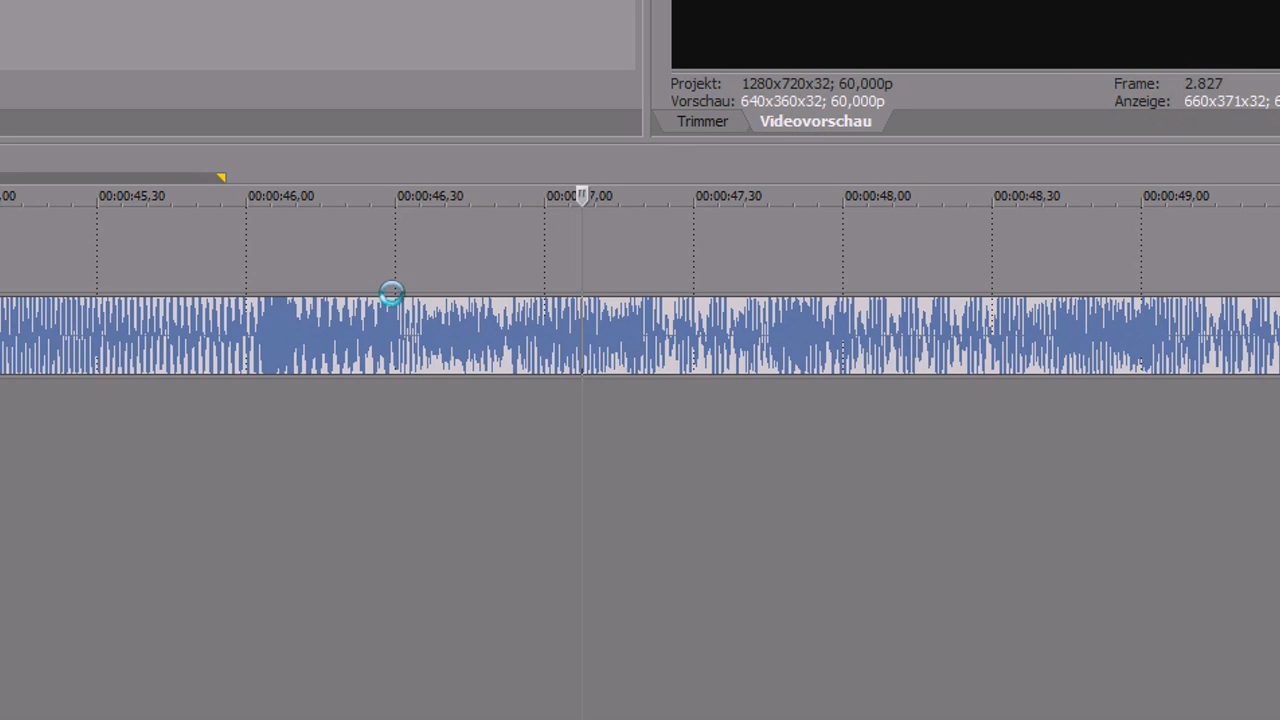 Projekt: 1280x720x32; 60,000p
Frame: 2.827
Vorschau: 640x360x32; 60,000p
Anzeige: 660x371x32; 6
Trimmer
Videovorschau
,00 00:00:45,30 00:00:46,00 00:00:46,30 00:00: 7,00 00:00:47,30 00:00:48,00 00:00:48,30 00:00:49,00